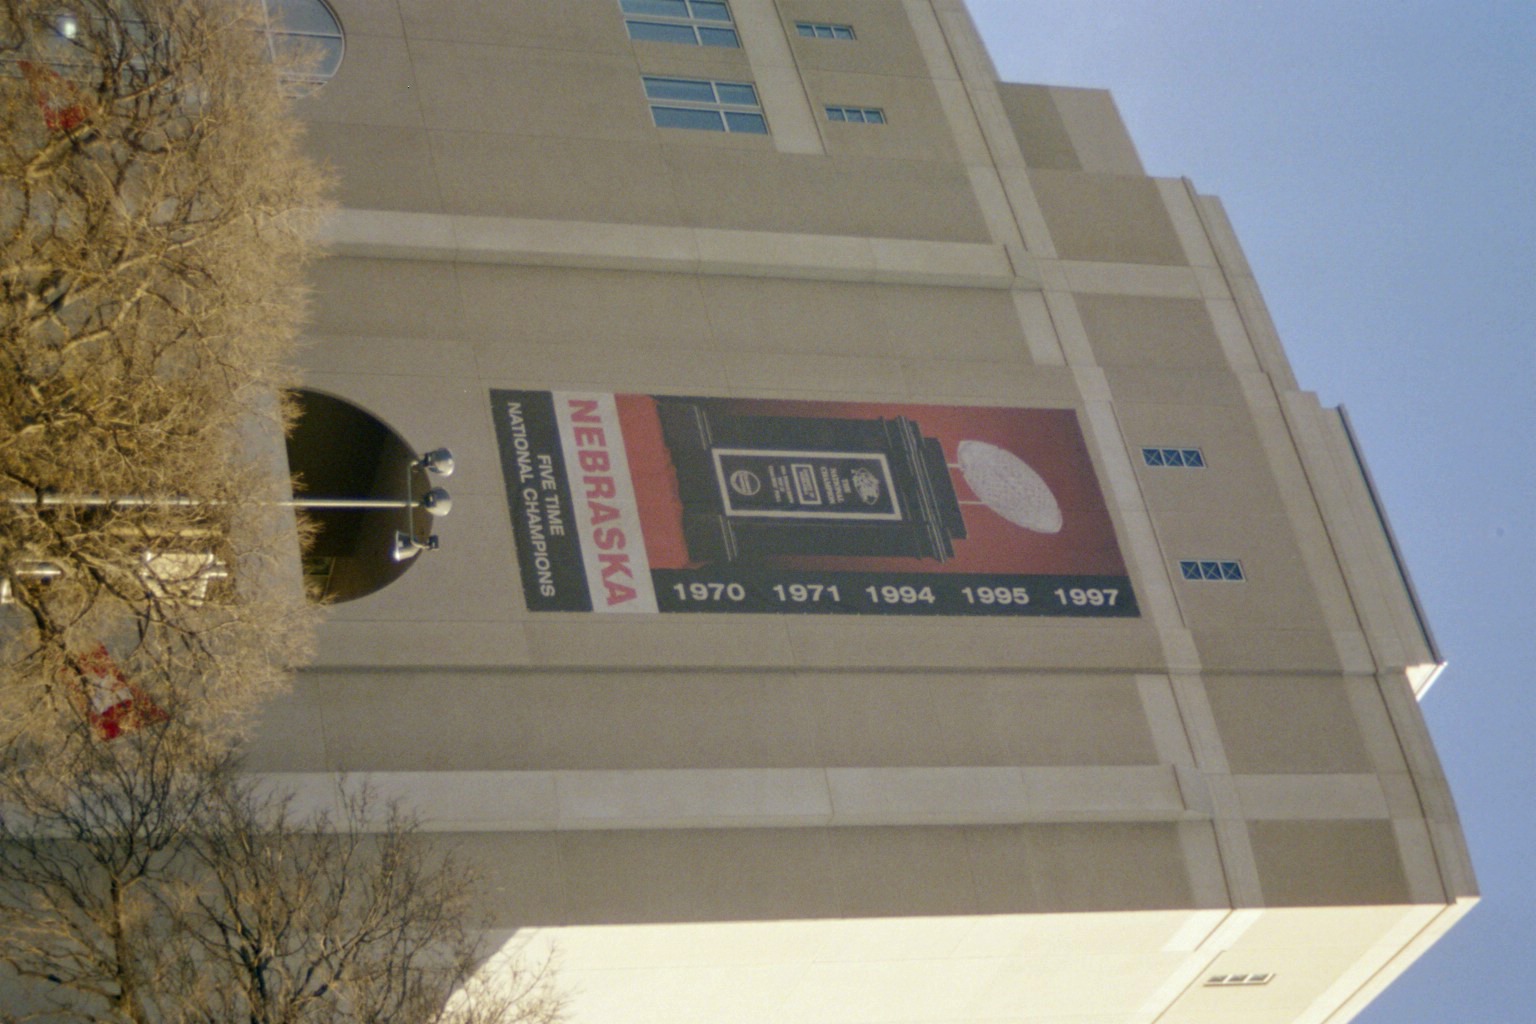 1970 1971 1994 1995 1997
NEBRASKA
FIVE TIME
NATIONAL CHAMPIONS